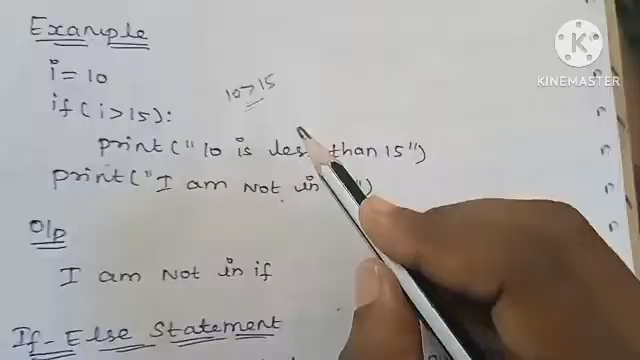 Example
i = 10
if(i>15):
10>15
print("10 is less than 15")
print("I am Not in ")
O/P
I am Not in if
If-Else Statement
KINEMASTER